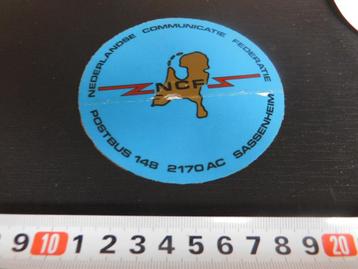 NEDERLANDSE COMMUNICATIE FEDERATIE
NCF
POSTBUS 148 2170 AC SASSENHEIM
9 10 1 2 3 4 5 6 7 8 9 20